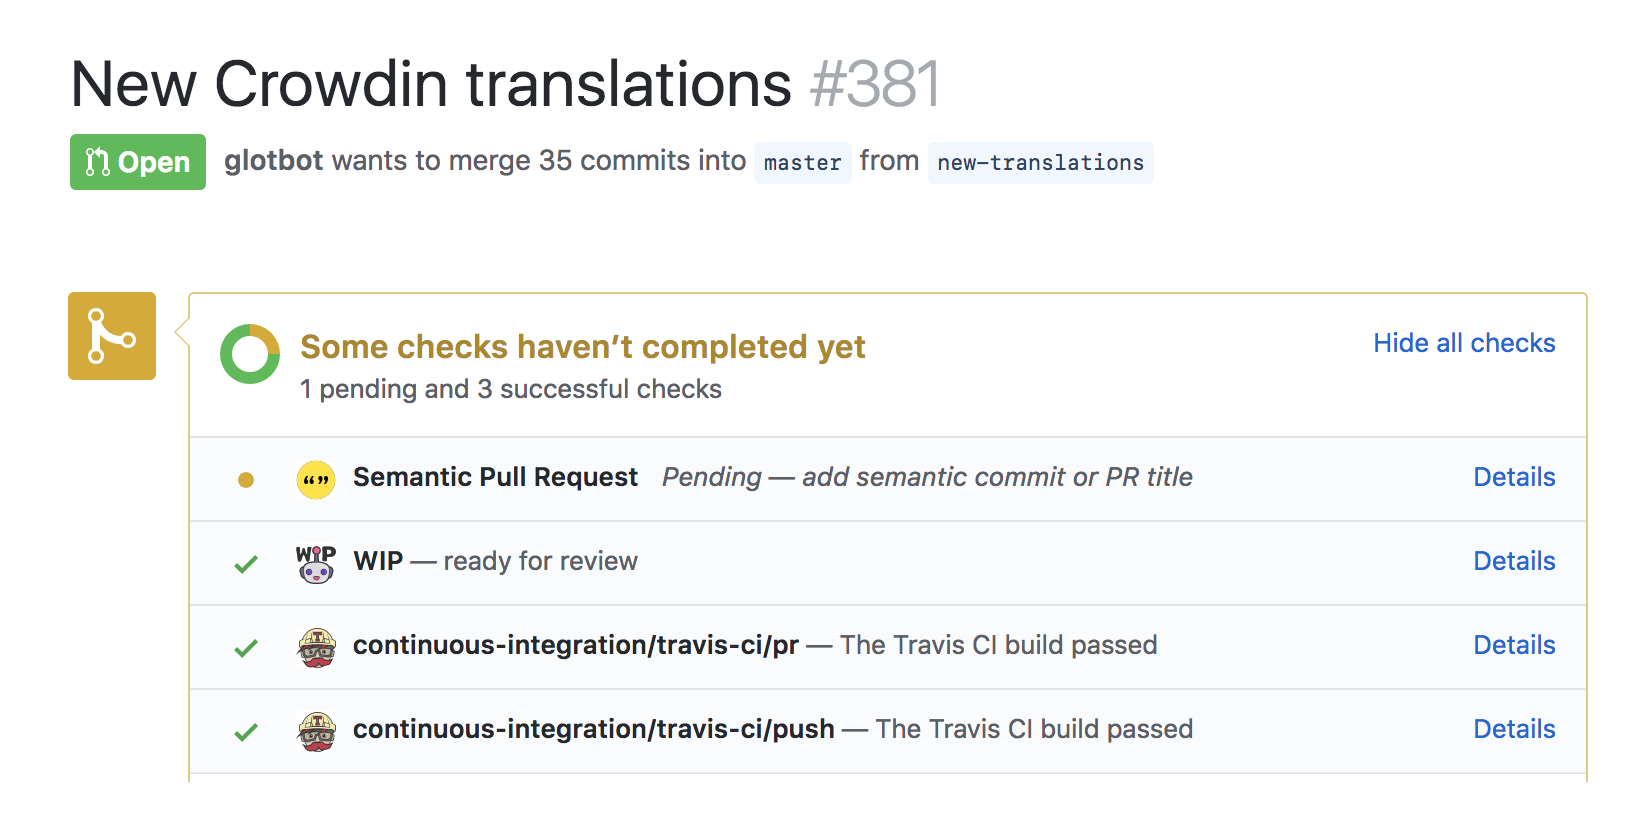 New Crowdin translations #381
Open glotbot wants to merge 35 commits into master from new-translations
Some checks haven’t completed yet
Hide all checks
1 pending and 3 successful checks
“” Semantic Pull Request Pending — add semantic commit or PR title Details
WIP WIP — ready for review Details
T continuous-integration/travis-ci/pr — The Travis CI build passed Details
T continuous-integration/travis-ci/push — The Travis CI build passed Details